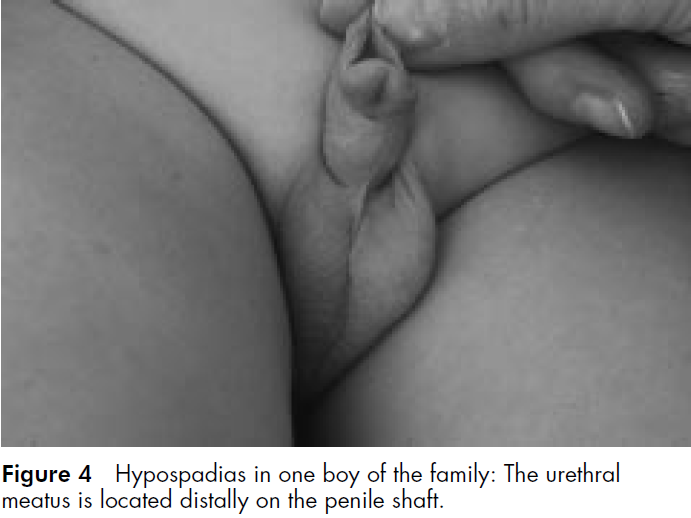 Figure 4 Hypospadias in one boy of the family: The urethral
meatus is located distally on the penile shaft.